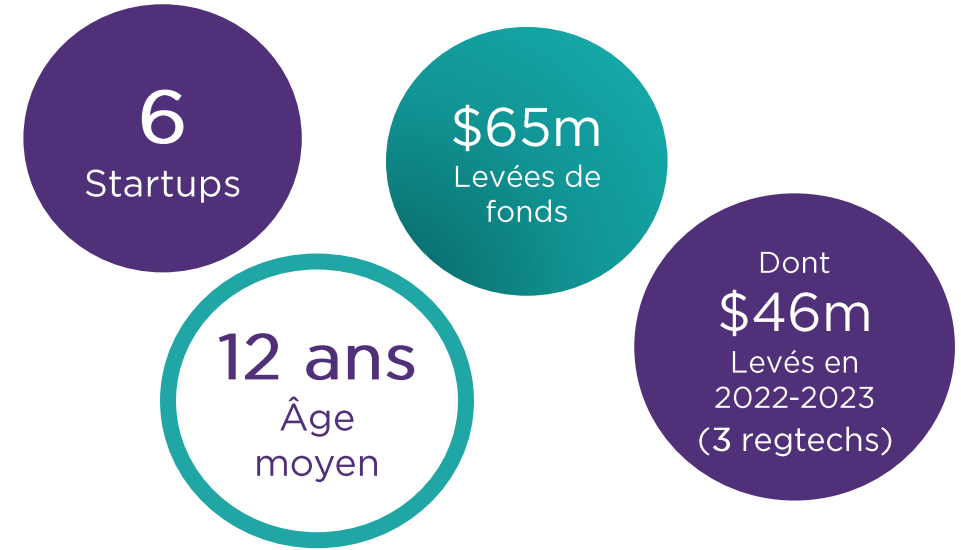 6
Startups
$65m
Levées de
fonds
12 ans
Âge
moyen
Dont
$46m
Levés en
2022-2023
(3 regtechs)